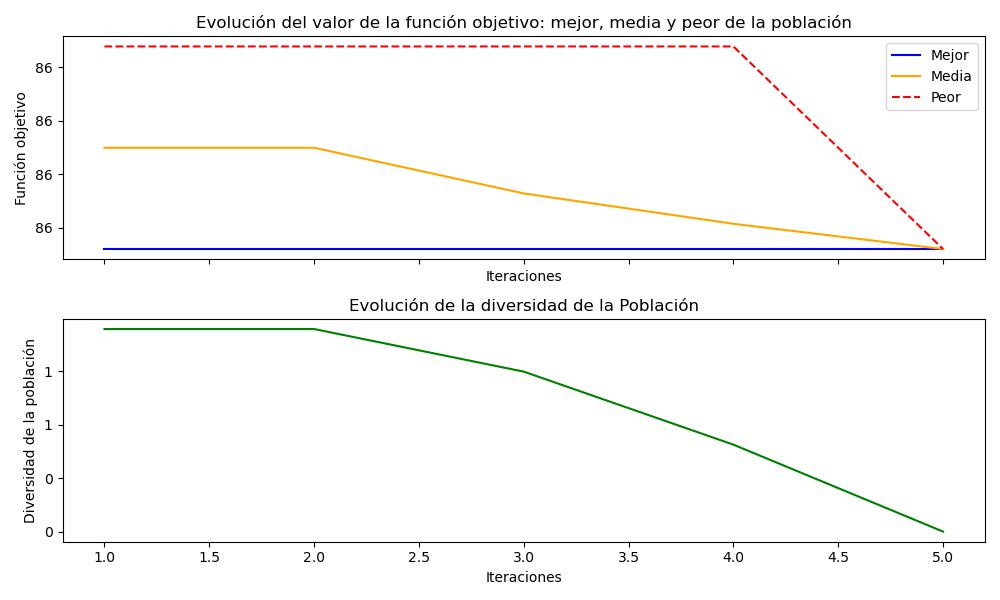 Evolución del valor de la función objetivo: mejor, media y peor de la población
Función objetivo
86
86
86
86
Mejor
Media
Peor
Iteraciones
Evolución de la diversidad de la Población
Diversidad de la población
1
1
0
0
1.0 1.5 2.0 2.5 3.0 3.5 4.0 4.5 5.0
Iteraciones